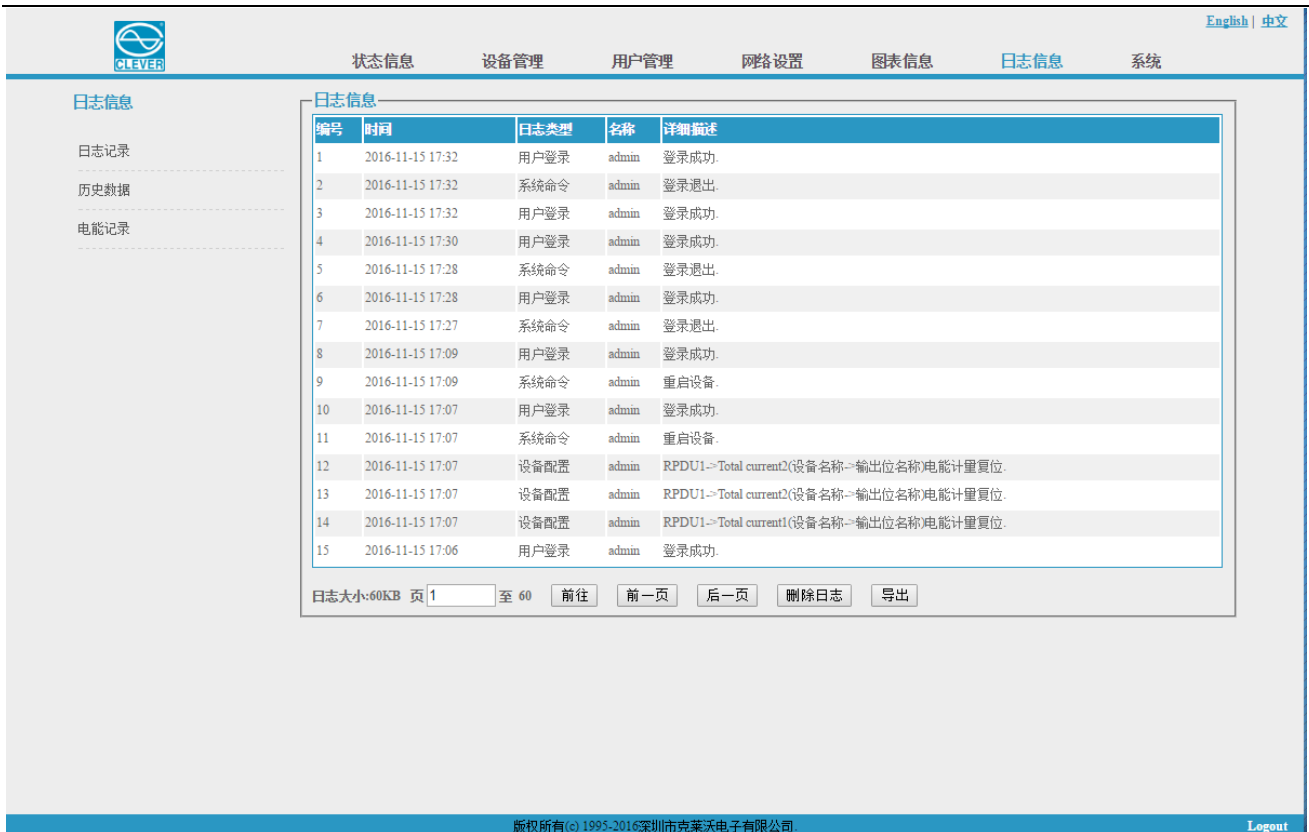 English | 中文
CLEVER
状态信息 设备管理 用户管理 网络设置 图表信息 日志信息 系统
日志信息
日志记录
历史数据
电能记录
日志信息
编号 时间 日志类型 名称 详细描述
1 2016-11-15 17:32 用户登录 admin 登录成功.
2 2016-11-15 17:32 系统命令 admin 登录退出.
3 2016-11-15 17:32 用户登录 admin 登录成功.
4 2016-11-15 17:30 用户登录 admin 登录成功.
5 2016-11-15 17:28 系统命令 admin 登录退出.
6 2016-11-15 17:28 用户登录 admin 登录成功.
7 2016-11-15 17:27 系统命令 admin 登录退出.
8 2016-11-15 17:09 用户登录 admin 登录成功.
9 2016-11-15 17:09 系统命令 admin 重启设备.
10 2016-11-15 17:07 用户登录 admin 登录成功.
11 2016-11-15 17:07 系统命令 admin 重启设备.
12 2016-11-15 17:07 设备配置 admin RPDU1->Total current2(设备名称->输出位名称)电能计量复位.
13 2016-11-15 17:07 设备配置 admin RPDU1->Total current2(设备名称->输出位名称)电能计量复位.
14 2016-11-15 17:07 设备配置 admin RPDU1->Total current1(设备名称->输出位名称)电能计量复位.
15 2016-11-15 17:06 用户登录 admin 登录成功.
日志大小:60KB 页 1 至 60 前往 前一页 后一页 删除日志 导出
版权所有(c) 1995-2016深圳市克莱沃电子有限公司.
Logout